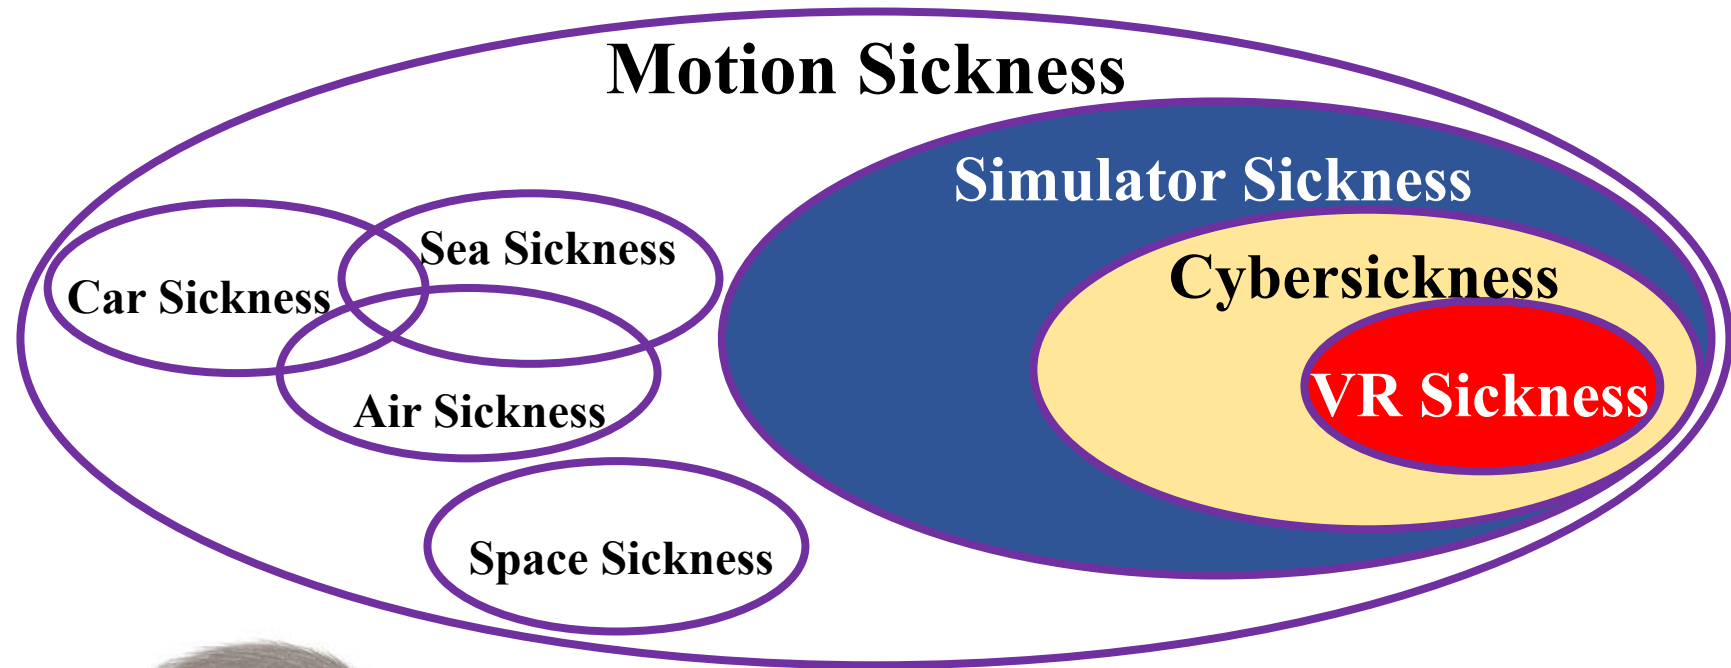 Motion Sickness
Simulator Sickness
Sea Sickness
Cybersickness
Car Sickness
VR Sickness
Air Sickness
Space Sickness